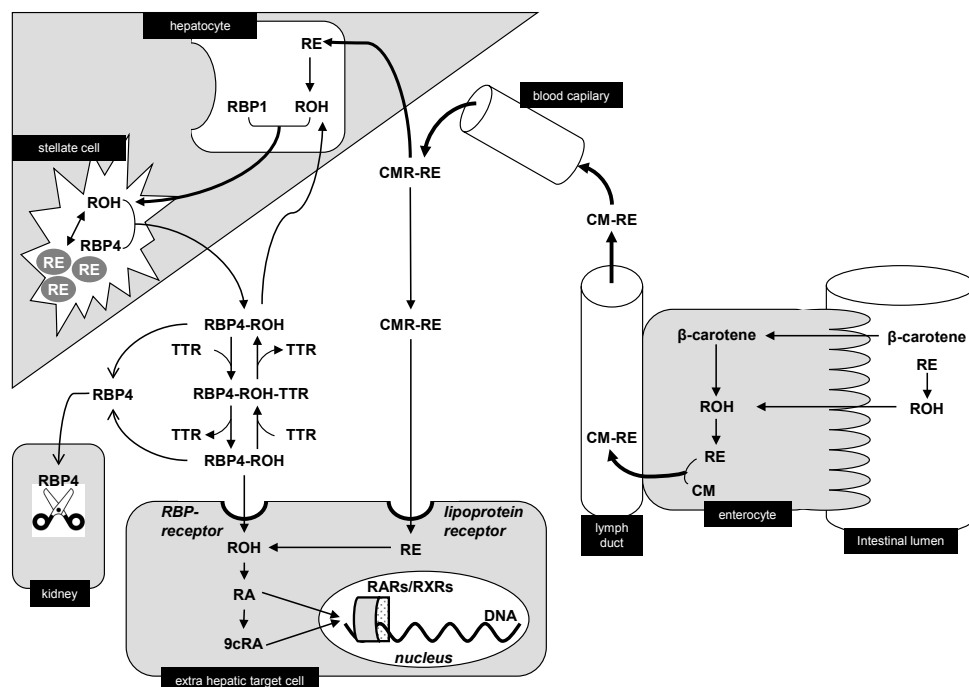 hepatocyte
RE
RBP1
ROH
stellate cell
ROH
RBP4
RE
RE
RE
blood capilary
CMR-RE
CM-RE
CMR-RE
RBP4-ROH
TTR
TTR
RBP4-ROH-TTR
TTR
TTR
RBP4-ROH
RBP4
RBP4
kidney
β-carotene
ROH
RE
CM
CM-RE
lymph
duct
enterocyte
β-carotene
RE
ROH
Intestinal lumen
RBP-
receptor
lipoprotein
receptor
ROH
RE
RA
9cRA
RARs/RXRs
DNA
nucleus
extra hepatic target cell